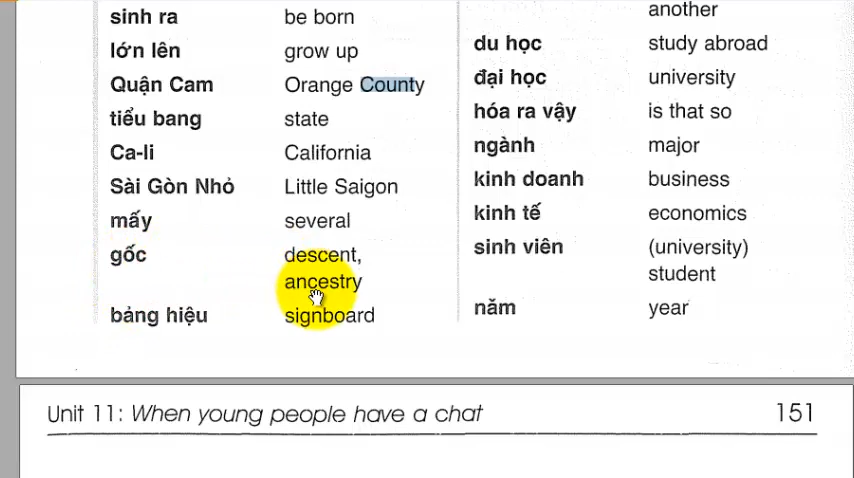 sinh ra be born
lớn lên grow up
Quận Cam Orange County
tiểu bang state
Ca-li California
Sài Gòn Nhỏ Little Saigon
mấy several
gốc descent,
ancestry
bảng hiệu signboard
another
du học study abroad
đại học university
hóa ra vậy is that so
ngành major
kinh doanh business
kinh tế economics
sinh viên (university)
student
năm year
Unit 11: When young people have a chat 151